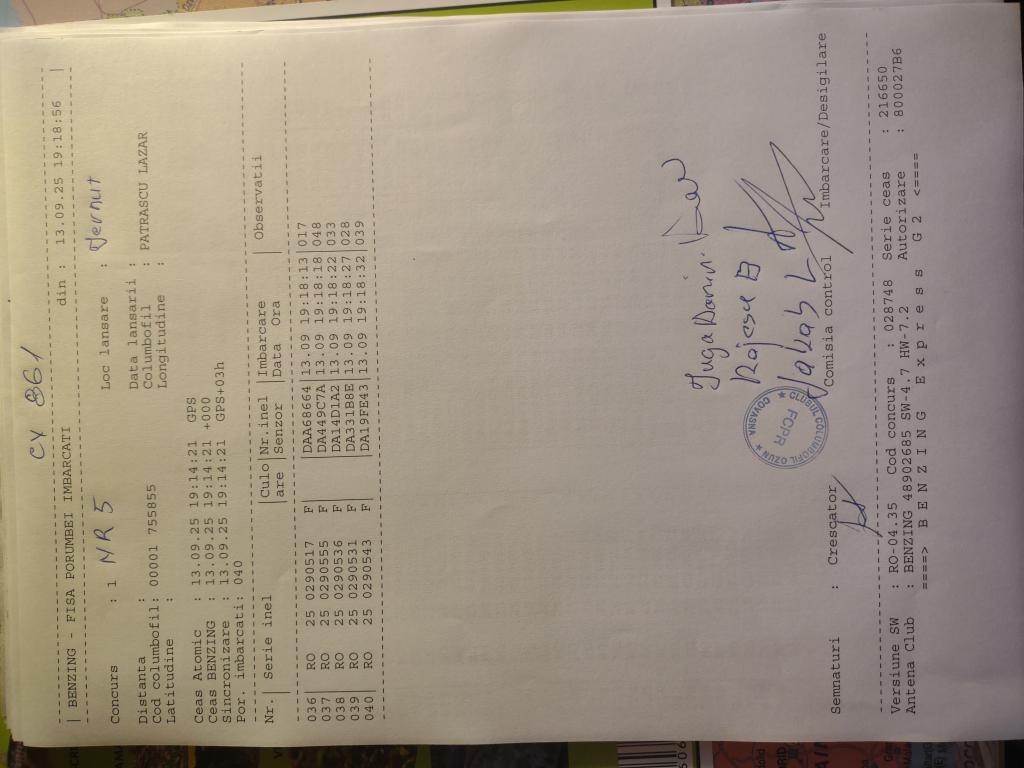 CX 861
| BENZING - FISA PORUMBEI IMBARCATI din : 13.09.25 19:18:56 |
Concurs : 1 NR 5 Loc lansare : Vernut
Distanta : Data lansarii :
Cod columbofil: 00001 755855 Columbofil : PATRASCU LAZAR
Latitudine : Longitudine :
Ceas Atomic : 13.09.25 19:14:21 GPS
Ceas BENZING : 13.09.25 19:14:21 +000
Sincronizare : 13.09.25 19:14:21 GPS+03h
Por. imbarcati: 040
Nr.| Serie inel |Culo|Nr.inel |Imbarcare | Observatii
|are |Senzor |Data Ora |
036| RO 25 0290517 F |DAA68664|13.09 19:18:13|017
037| RO 25 0290555 F |DA449C7A|13.09 19:18:18|048
038| RO 25 0290536 F |DA14D1A2|13.09 19:18:22|033
039| RO 25 0290531 F |DA331B8E|13.09 19:18:27|028
040| RO 25 0290543 F |DA19FE43|13.09 19:18:32|039
Tuga Dorin
Rajcsu B
Jakab L
CLUBUL COLUMBOFIL OZUN
COVASNA
FCPR
Semnaturi : Crescator Comisia control Imbarcare/Desigilare
Versiune SW : RO-04.35 Cod concurs : 028748 Serie ceas : 216650
Antena Club : BENZING 48902685 SW-4.7 HW-7.2 Autorizare : 800027B6
====> B E N Z I N G E x p r e s s G 2 <====